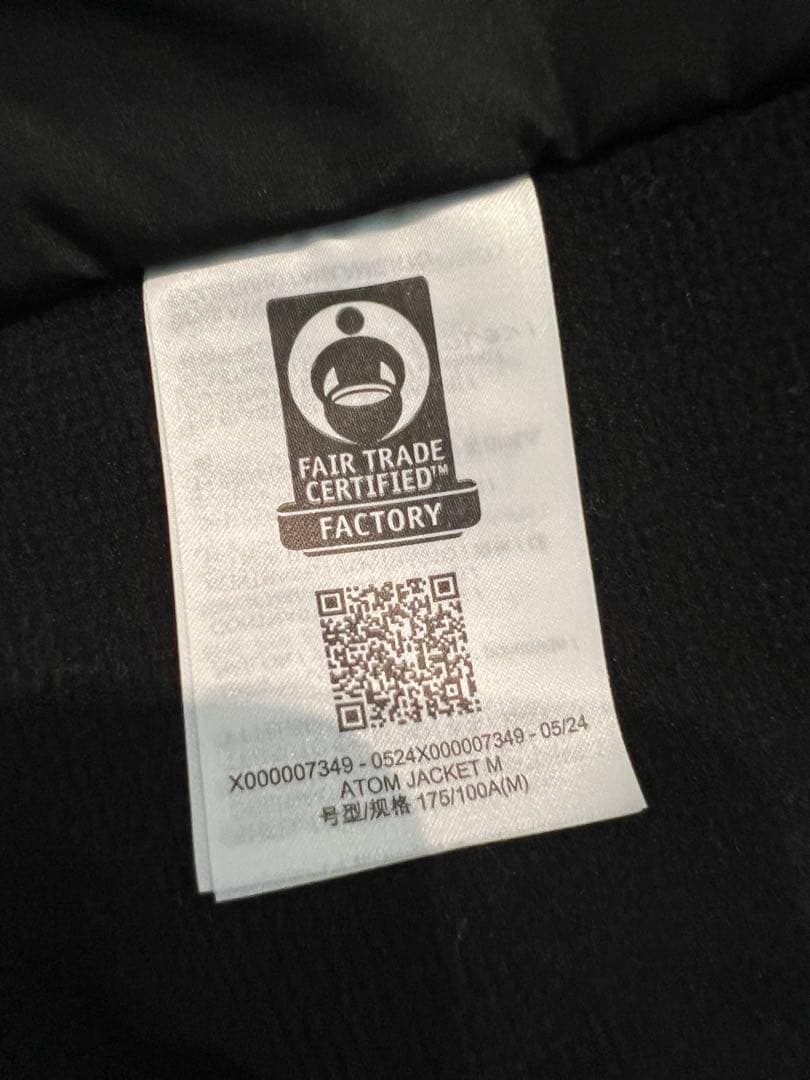 FAIR TRADE
CERTIFIED™
FACTORY
X000007349 - 0524X000007349 - 05/24
ATOM JACKET M
号型/规格 175/100A(M)